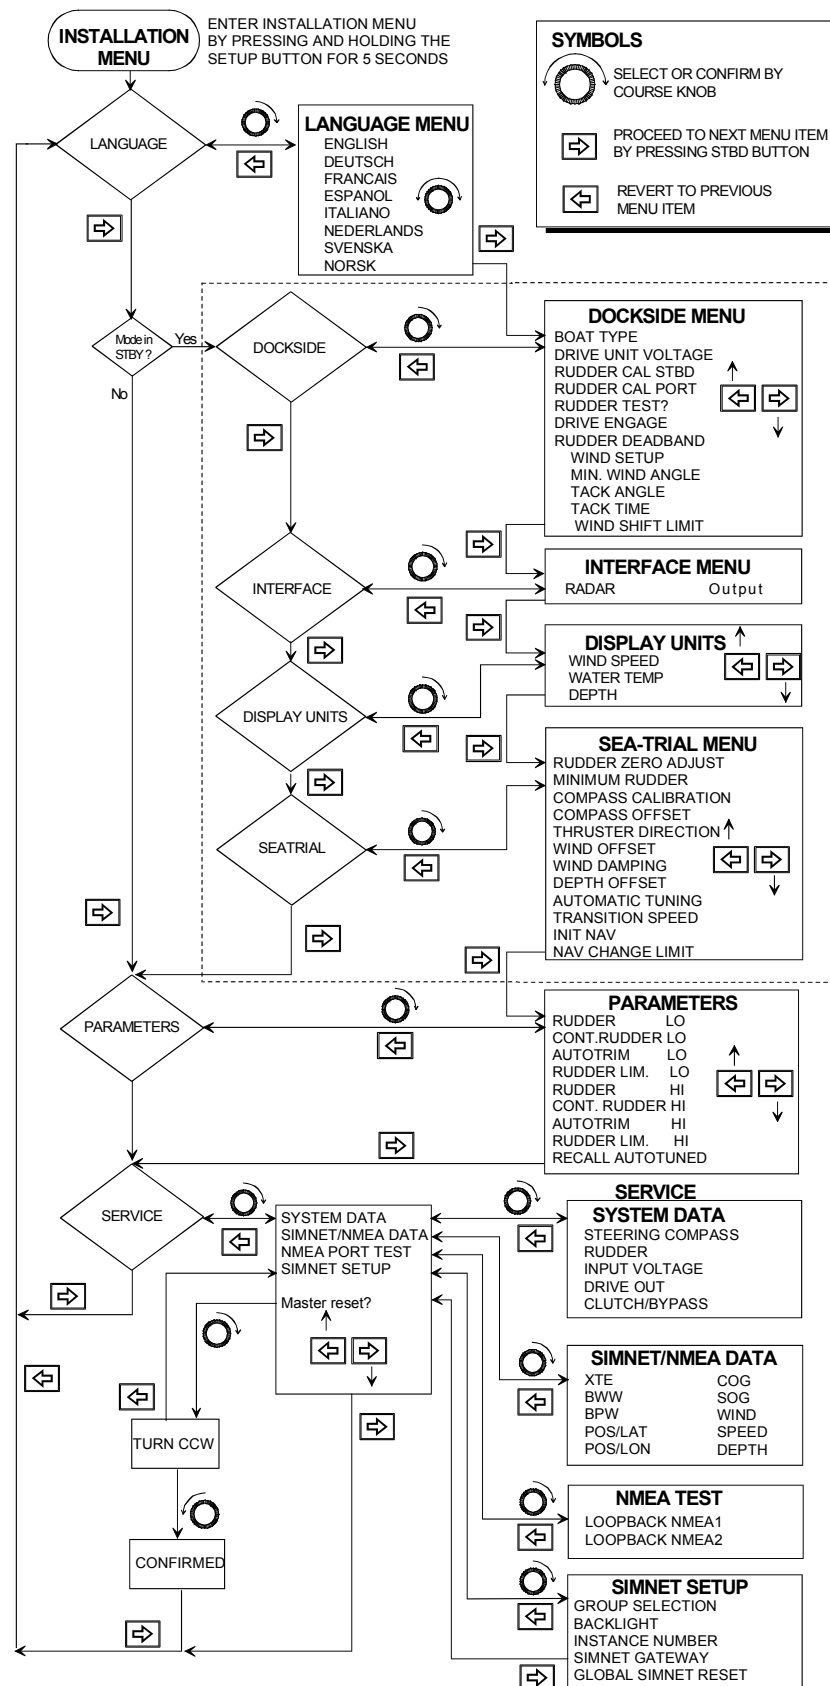 INSTALLATION
MENU
ENTER INSTALLATION MENU
BY PRESSING AND HOLDING THE
SETUP BUTTON FOR 5 SECONDS
SYMBOLS
SELECT OR CONFIRM BY
COURSE KNOB
PROCEED TO NEXT MENU ITEM
BY PRESSING STBD BUTTON
REVERT TO PREVIOUS
MENU ITEM
LANGUAGE
LANGUAGE MENU
ENGLISH
DEUTSCH
FRANCAIS
ESPANOL
ITALIANO
NEDERLANDS
SVENSKA
NORSK
Mode in
STBY ?
Yes
No
DOCKSIDE
DOCKSIDE MENU
BOAT TYPE
DRIVE UNIT VOLTAGE
RUDDER CAL STBD
RUDDER CAL PORT
RUDDER TEST?
DRIVE ENGAGE
RUDDER DEADBAND
WIND SETUP
MIN. WIND ANGLE
TACK ANGLE
TACK TIME
WIND SHIFT LIMIT
INTERFACE
INTERFACE MENU
RADAR Output
DISPLAY UNITS
DISPLAY UNITS
WIND SPEED
WATER TEMP
DEPTH
SEATRIAL
SEA-TRIAL MENU
RUDDER ZERO ADJUST
MINIMUM RUDDER
COMPASS CALIBRATION
COMPASS OFFSET
THRUSTER DIRECTION
WIND OFFSET
WIND DAMPING
DEPTH OFFSET
AUTOMATIC TUNING
TRANSITION SPEED
INIT NAV
NAV CHANGE LIMIT
PARAMETERS
PARAMETERS
RUDDER LO
CONT.RUDDER LO
AUTOTRIM LO
RUDDER LIM. LO
RUDDER HI
CONT. RUDDER HI
AUTOTRIM HI
RUDDER LIM. HI
RECALL AUTOTUNED
SERVICE
SYSTEM DATA
SIMNET/NMEA DATA
NMEA PORT TEST
SIMNET SETUP
Master reset?
SERVICE
SYSTEM DATA
STEERING COMPASS
RUDDER
INPUT VOLTAGE
DRIVE OUT
CLUTCH/BYPASS
SIMNET/NMEA DATA
XTE COG
BWW SOG
BPW WIND
POS/LAT SPEED
POS/LON DEPTH
TURN CCW
CONFIRMED
NMEA TEST
LOOPBACK NMEA1
LOOPBACK NMEA2
SIMNET SETUP
GROUP SELECTION
BACKLIGHT
INSTANCE NUMBER
SIMNET GATEWAY
GLOBAL SIMNET RESET